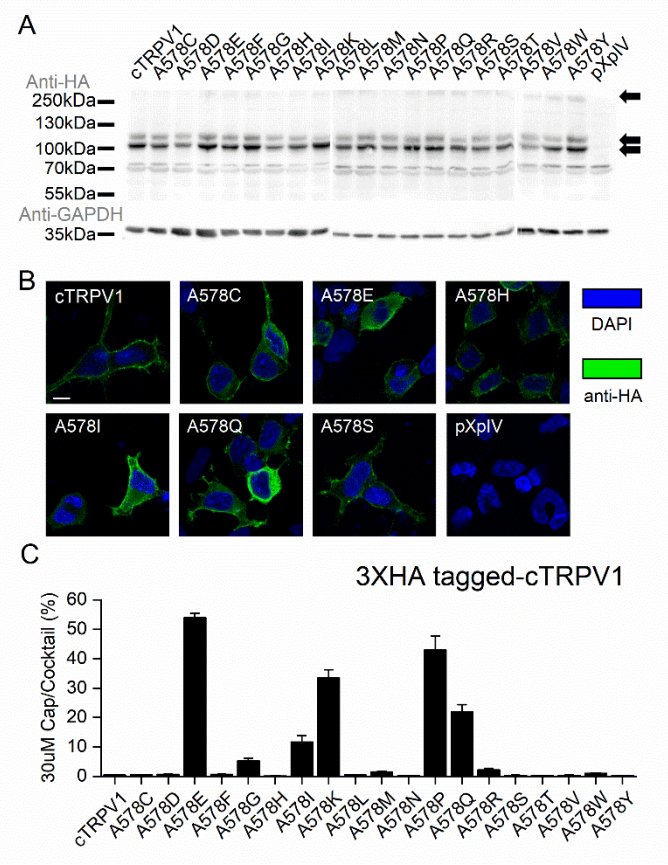 A
cTRPV1 A578C A578D A578E A578F A578G A578H A578I A578K A578L A578M A578N A578P A578Q A578R A578S A578T A578V A578W A578Y pXpIV
Anti-HA
250kDa
130kDa
100kDa
70kDa
55kDa
Anti-GAPDH
35kDa
B
cTRPV1 A578C A578E A578H
DAPI
anti-HA
A578I A578Q A578S pXpIV
C
3XHA tagged-cTRPV1
30uM Cap/Cocktail (%)
60
50
40
30
20
10
0
cTRPV1 A578C A578D A578E A578F A578G A578H A578I A578K A578L A578M A578N A578P A578Q A578R A578S A578T A578V A578W A578Y